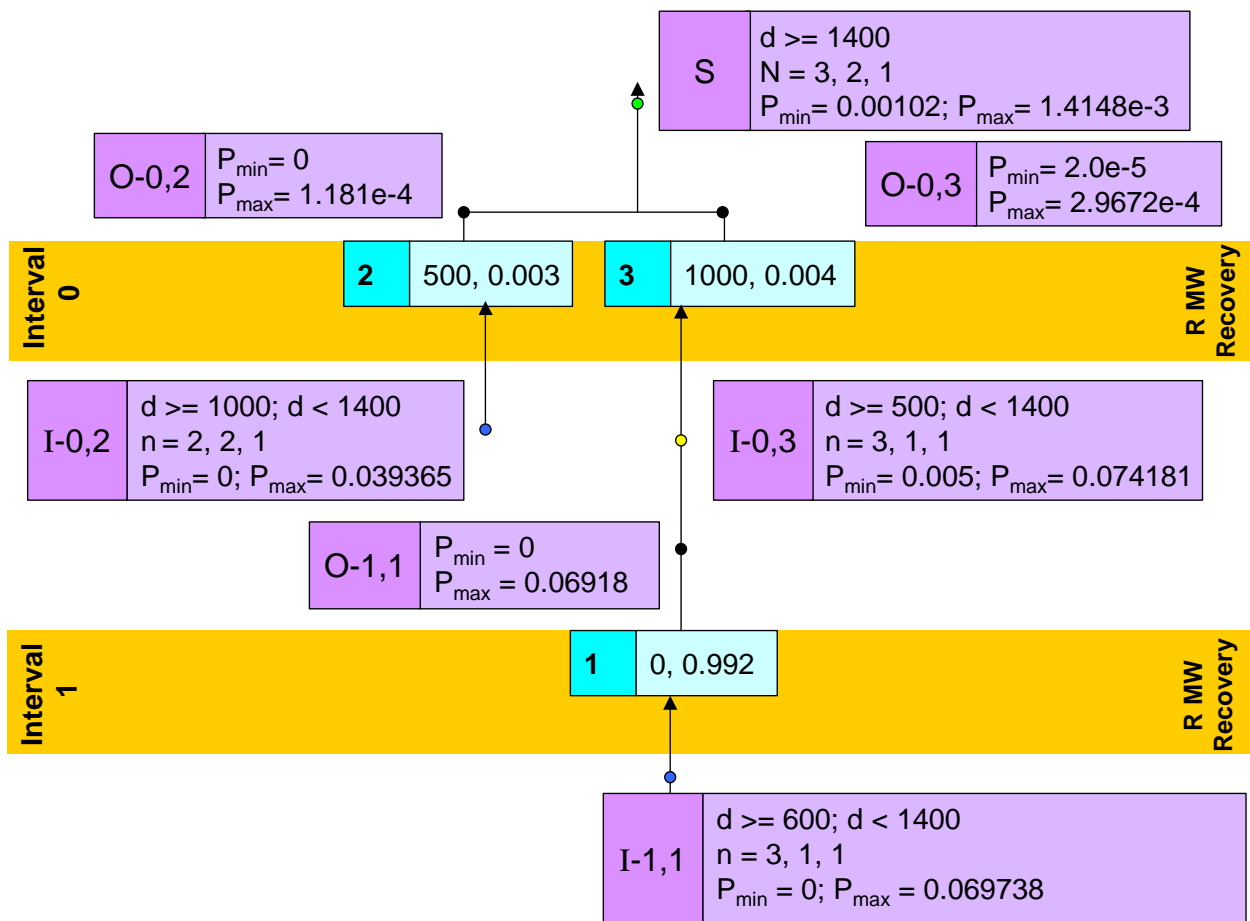 S
d >= 1400
N = 3, 2, 1
Pmin= 0.00102; Pmax= 1.4148e-3
O-0,2
Pmin= 0
Pmax= 1.181e-4
O-0,3
Pmin= 2.0e-5
Pmax= 2.9672e-4
Interval
0
2
500, 0.003
3
1000, 0.004
R MW
Recovery
I-0,2
d >= 1000; d < 1400
n = 2, 2, 1
Pmin= 0; Pmax= 0.039365
I-0,3
d >= 500; d < 1400
n = 3, 1, 1
Pmin= 0.005; Pmax= 0.074181
O-1,1
Pmin = 0
Pmax = 0.06918
Interval
1
1
0, 0.992
R MW
Recovery
I-1,1
d >= 600; d < 1400
n = 3, 1, 1
Pmin = 0; Pmax = 0.069738